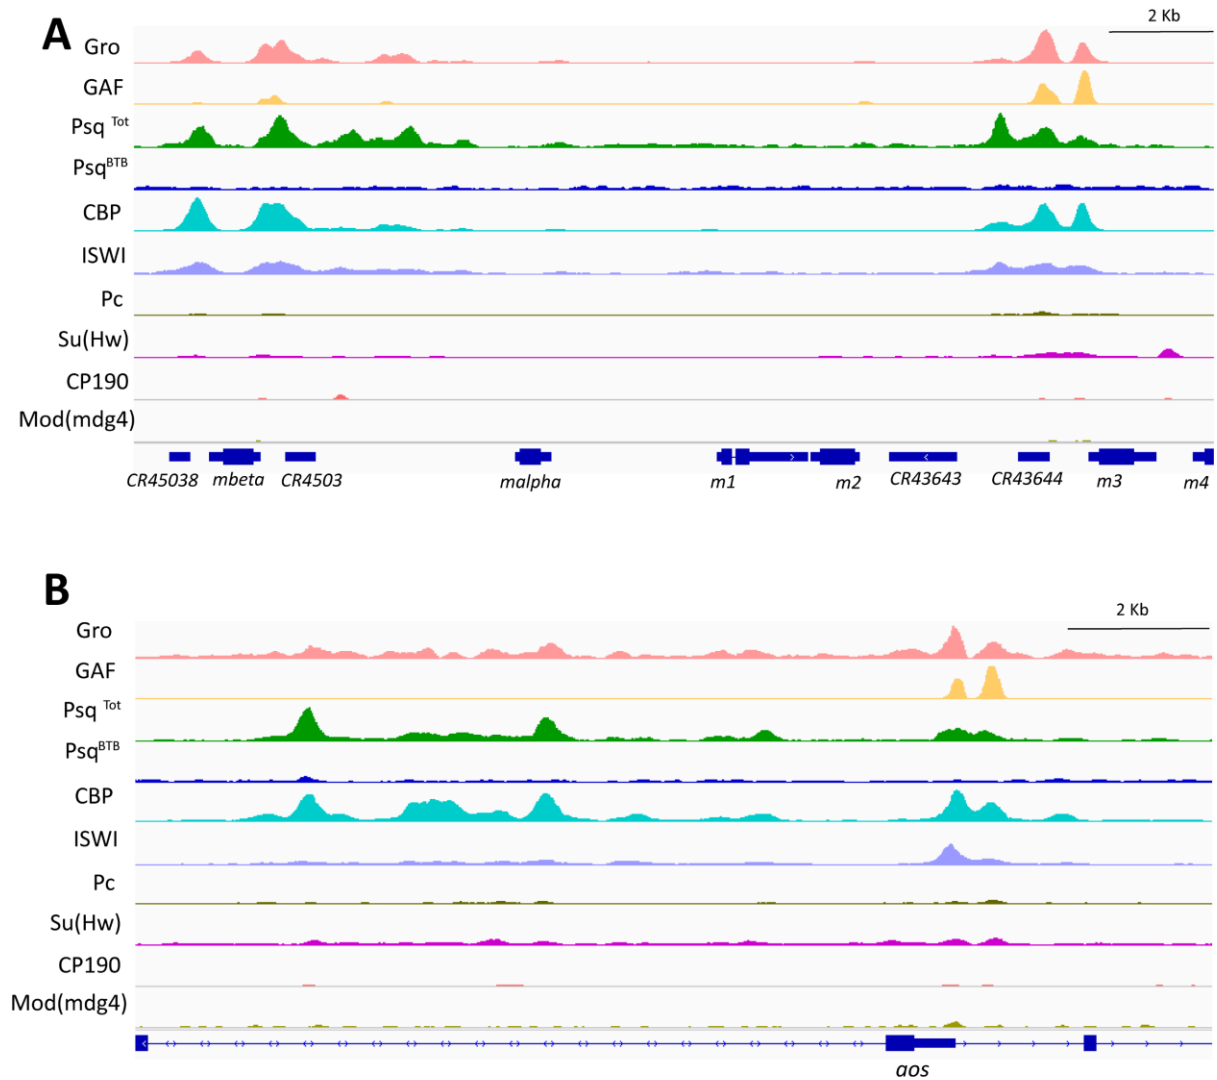 A
2 Kb
Gro
GAF
Psq Tot
PsqBTB
CBP
ISWI
Pc
Su(Hw)
CP190
Mod(mdg4)
CR45038 mbeta CR4503 malpha m1 m2 CR43643 CR43644 m3 m4
B
2 Kb
Gro
GAF
Psq Tot
PsqBTB
CBP
ISWI
Pc
Su(Hw)
CP190
Mod(mdg4)
aos